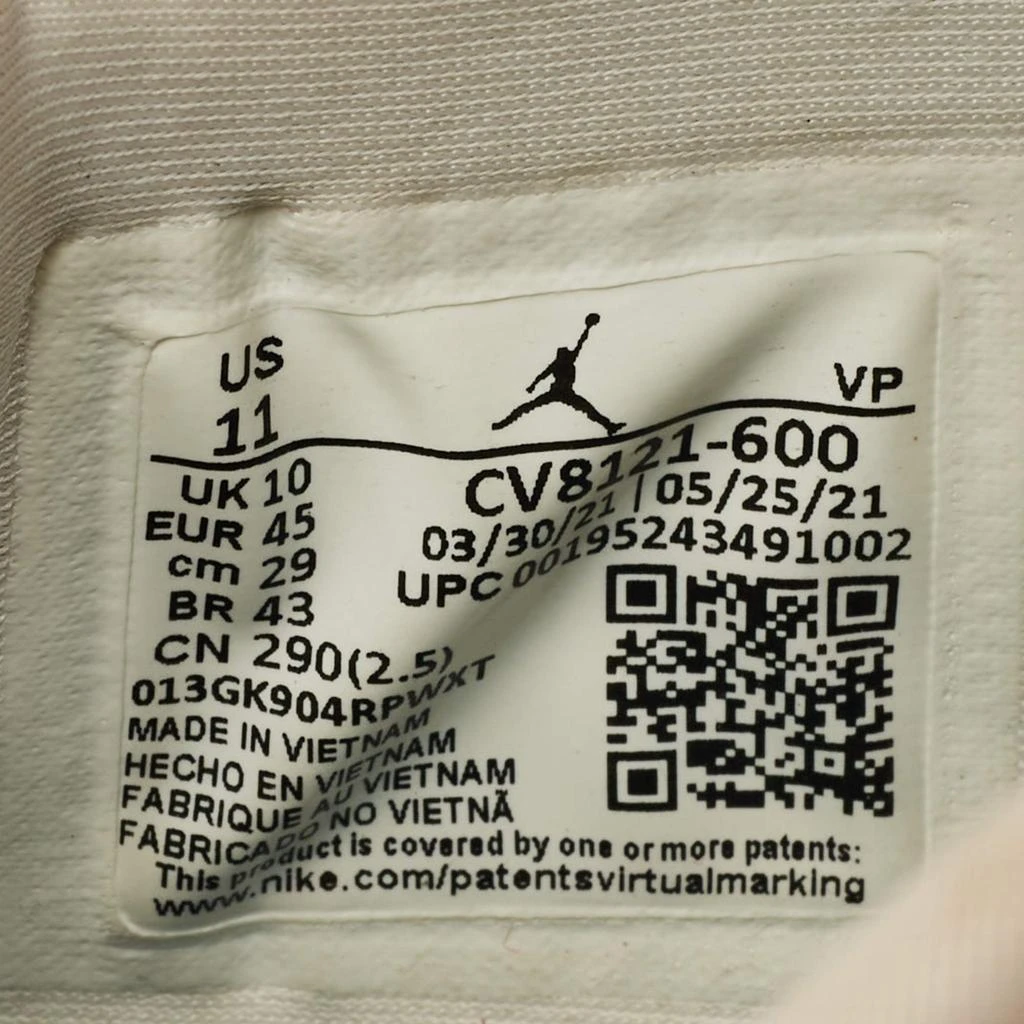 US
11
VP
UK 10
EUR 45
cm 29
BR 43
CN 290(2.5)
CV8121-600
03/30/21 | 05/25/21
UPC 00195243491002
013GK904RPWXT
MADE IN VIETNAM
HECHO EN VIETNAM
FABRIQUE AU VIETNAM
FABRICADO NO VIETNÃ
This product is covered by one or more patents:
www.nike.com/patentsvirtualmarking